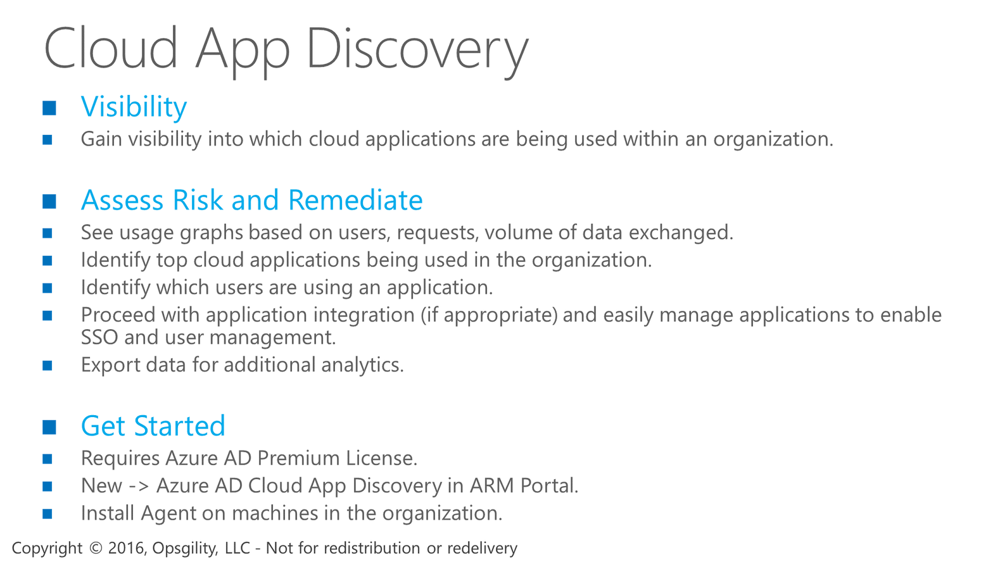 Cloud App Discovery
Visibility
Gain visibility into which cloud applications are being used within an organization.
Assess Risk and Remediate
See usage graphs based on users, requests, volume of data exchanged.
Identify top cloud applications being used in the organization.
Identify which users are using an application.
Proceed with application integration (if appropriate) and easily manage applications to enable
SSO and user management.
Export data for additional analytics.
Get Started
Requires Azure AD Premium License.
New -> Azure AD Cloud App Discovery in ARM Portal.
Install Agent on machines in the organization.
Copyright © 2016, Opsgility, LLC - Not for redistribution or redelivery